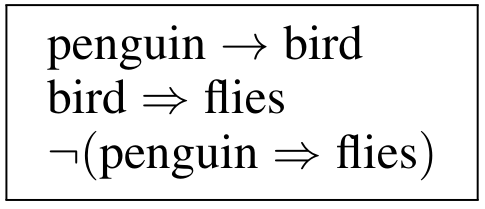 penguin → bird
bird ⇒ flies
¬(penguin ⇒ flies)